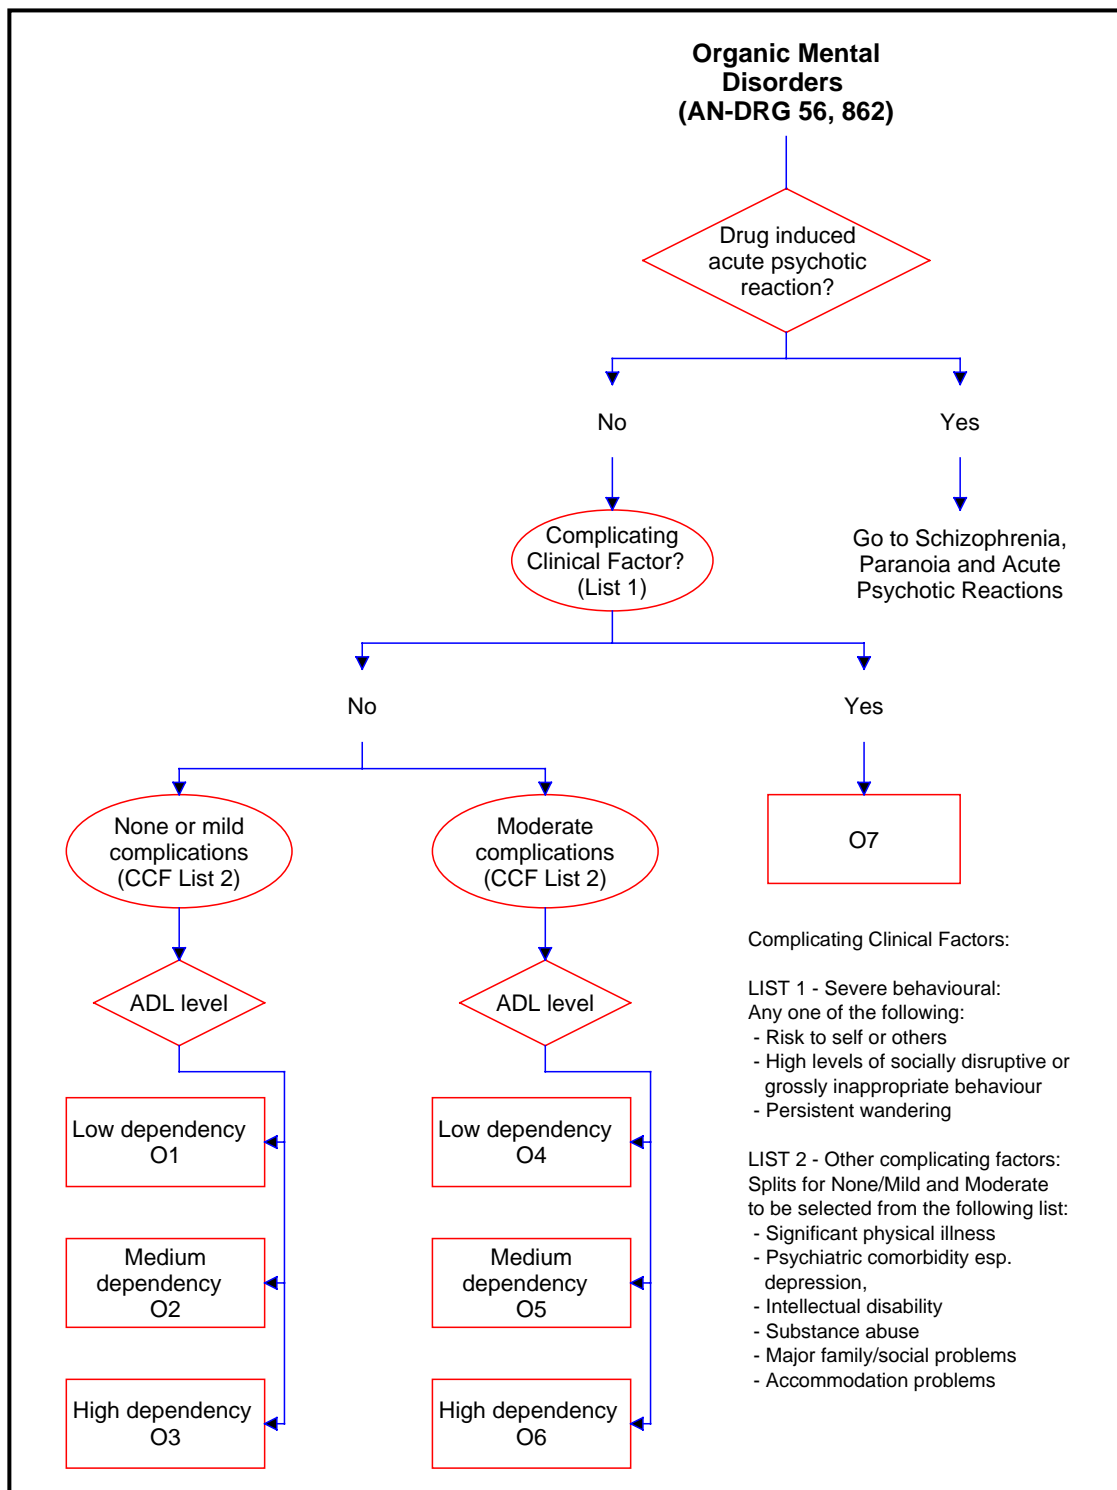 Organic Mental
Disorders
(AN-DRG 56, 862)
Drug induced
acute psychotic
reaction?
No
Yes
Complicating
Clinical Factor?
(List 1)
Go to Schizophrenia,
Paranoia and Acute
Psychotic Reactions
No
Yes
None or mild
complications
(CCF List 2)
Moderate
complications
(CCF List 2)
O7
ADL level
ADL level
Low dependency
O1
Low dependency
O4
Medium
dependency
O2
Medium
dependency
O5
High dependency
O3
High dependency
O6
Complicating Clinical Factors:
LIST 1 - Severe behavioural:
Any one of the following:
- Risk to self or others
- High levels of socially disruptive or
grossly inappropriate behaviour
- Persistent wandering
LIST 2 - Other complicating factors:
Splits for None/Mild and Moderate
to be selected from the following list:
- Significant physical illness
- Psychiatric comorbidity esp.
depression,
- Intellectual disability
- Substance abuse
- Major family/social problems
- Accommodation problems